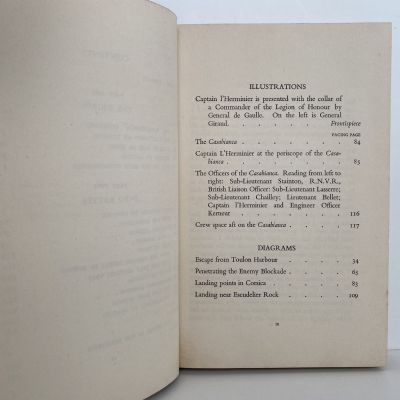 ILLUSTRATIONS
Captain l'Herminier is presented with the collar of
a Commander of the Legion of Honour by
General de Gaulle. On the left is General
Giraud. . . . . . . Frontispiece
FACING PAGE
The Casabianca . . . . . . . 84
Captain L'Herminier at the periscope of the Casa-
bianca . . . . . . . 85
The Officers of the Casabianca. Reading from left to
right: Sub-Lieutenant Stainton, R.N.V.R.,
British Liaison Officer: Sub-Lieutenant Lasserre;
Sub-Lieutenant Chailley; Lieutenant Bellet;
Captain l'Herminier and Engineer Officer
Kerneur . . . . . . . 116
Crew space aft on the Casabianca . . . . 117
DIAGRAMS
Escape from Toulon Harbour . . . . 34
Penetrating the Enemy Blockade . . . . 63
Landing points in Corsica . . . . . 83
Landing near Escudelier Rock . . . . 109